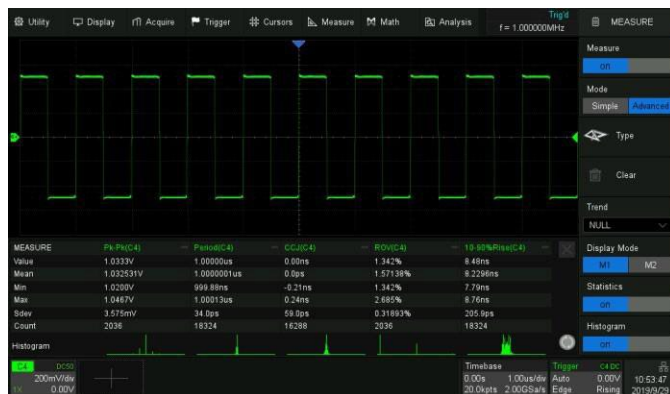 Utility Display Acquire Trigger Cursors Measure Math Analysis
Trig'd
f = 1.000000MHz
MEASURE
Measure
on
Mode
Simple Advanced
Type
Clear
Trend
NULL
Display Mode
M1 M2
Statistics
on
Histogram
on
MEASURE Pk-Pk(C4) Period(C4) CCJ(C4) ROV(C4) 10-90%Rise(C4)
Value 1.0333V 1.00000us 0.00ns 1.342% 8.48ns
Mean 1.032531V 1.0000001us 0.0ps 1.57138% 8.2296ns
Min 1.0200V 999.88ns -0.21ns 1.342% 7.79ns
Max 1.0467V 1.00013us 0.24ns 2.685% 8.76ns
Sdev 3.575mV 34.0ps 59.0ps 0.31893% 205.9ps
Count 2036 18324 16288 2036 18324
Histogram
C4 DC50
200mV/div
1X 0.00V
Timebase
0.00s 1.00us/div
20.0kpts 2.00GSa/s
Trigger C4 DC
Auto 0.00V
Edge Rising
10:53:47
2019/9/29